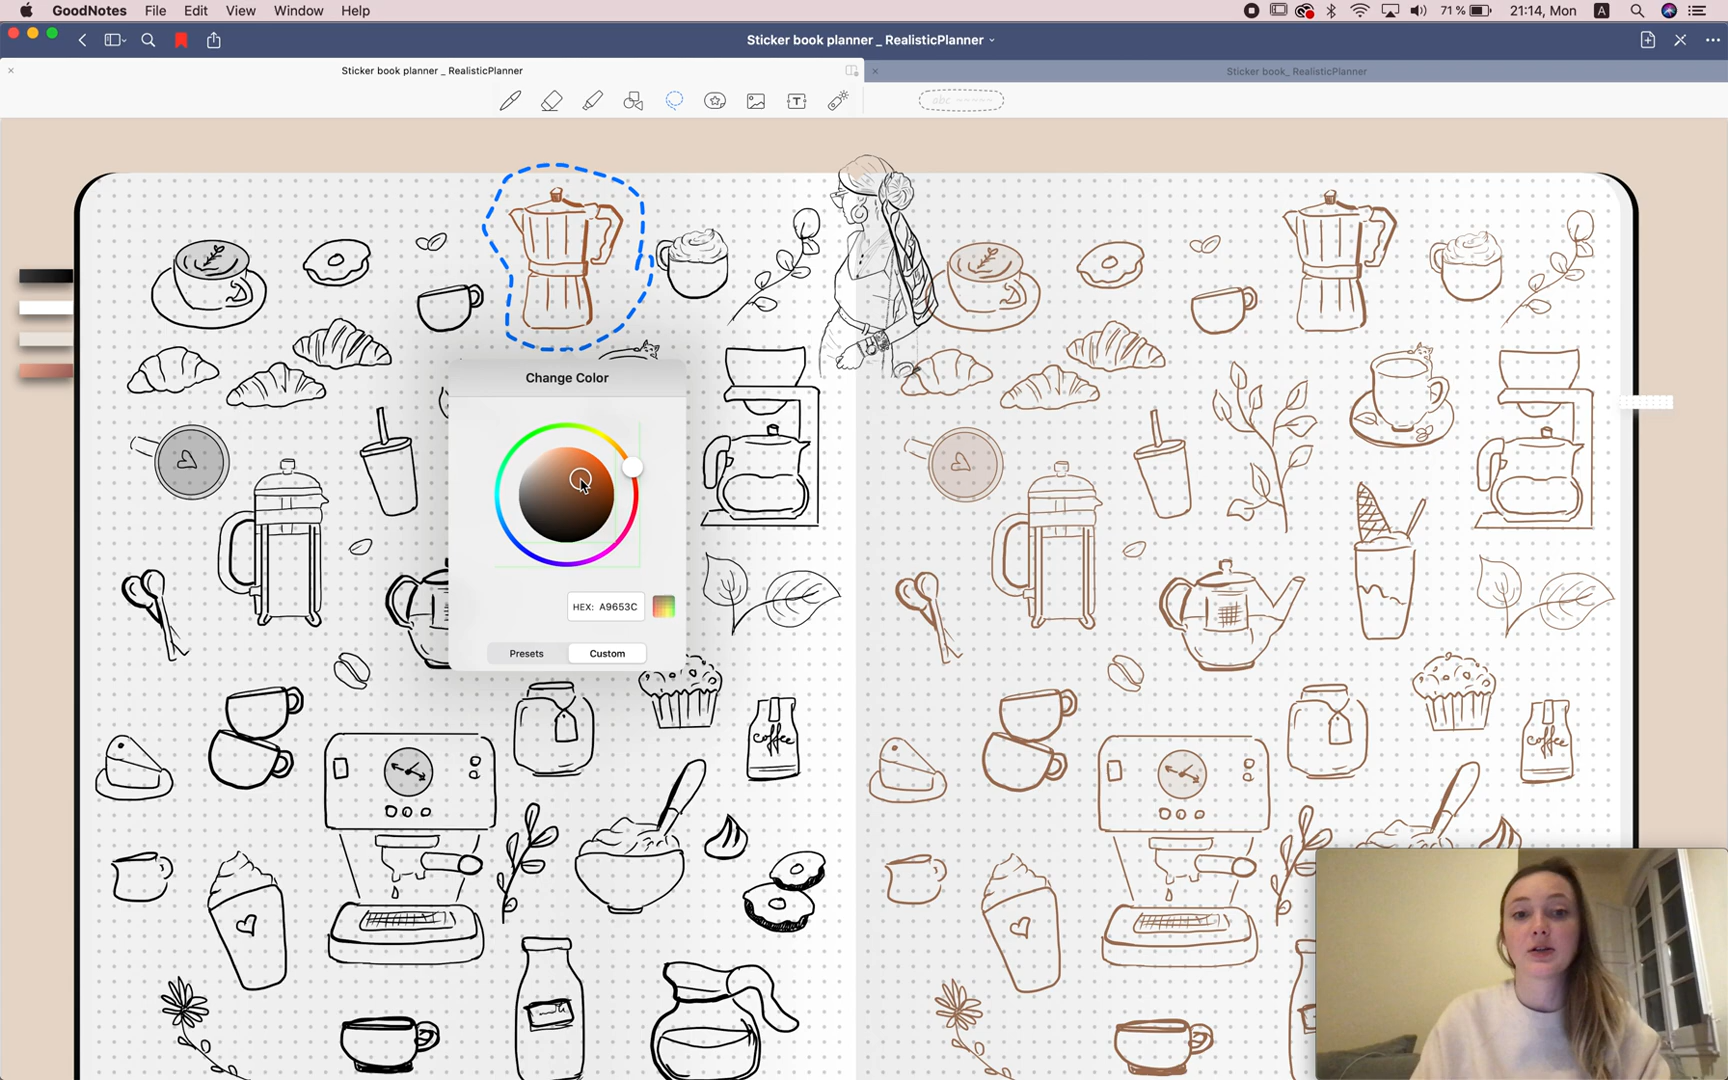 GoodNotes File Edit View Window Help
71 % 21:14, Mon A
Sticker book planner _ RealisticPlanner
Sticker book planner _ RealisticPlanner
Sticker book_ RealisticPlanner
T
abc
Change Color
HEX: A9653C
Presets Custom
coffee
coffee